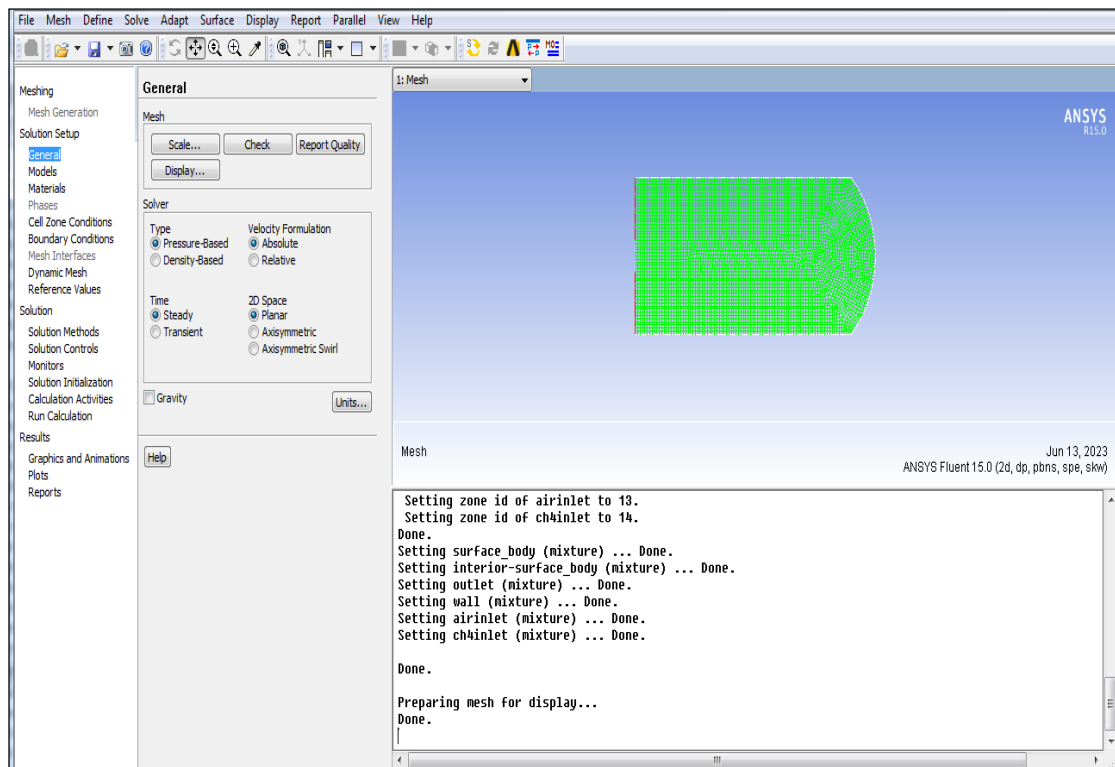 File Mesh Define Solve Adapt Surface Display Report Parallel View Help
Meshing
Mesh Generation
Solution Setup
General
Models
Materials
Phases
Cell Zone Conditions
Boundary Conditions
Mesh Interfaces
Dynamic Mesh
Reference Values
Solution
Solution Methods
Solution Controls
Monitors
Solution Initialization
Calculation Activities
Run Calculation
Results
Graphics and Animations
Plots
Reports
General
Mesh
Scale... Check Report Quality
Display...
Solver
Type Velocity Formulation
Pressure-Based Absolute
Density-Based Relative
Time 2D Space
Steady Planar
Transient Axisymmetric
Axisymmetric Swirl
Gravity Units...
Help
1: Mesh
ANSYS
R15.0
Mesh Jun 13, 2023
ANSYS Fluent 15.0 (2d, dp, pbns, spe, skw)
Setting zone id of airinlet to 13.
Setting zone id of ch4inlet to 14.
Done.
Setting surface_body (mixture) ... Done.
Setting interior-surface_body (mixture) ... Done.
Setting outlet (mixture) ... Done.
Setting wall (mixture) ... Done.
Setting airinlet (mixture) ... Done.
Setting ch4inlet (mixture) ... Done.
Done.
Preparing mesh for display...
Done.